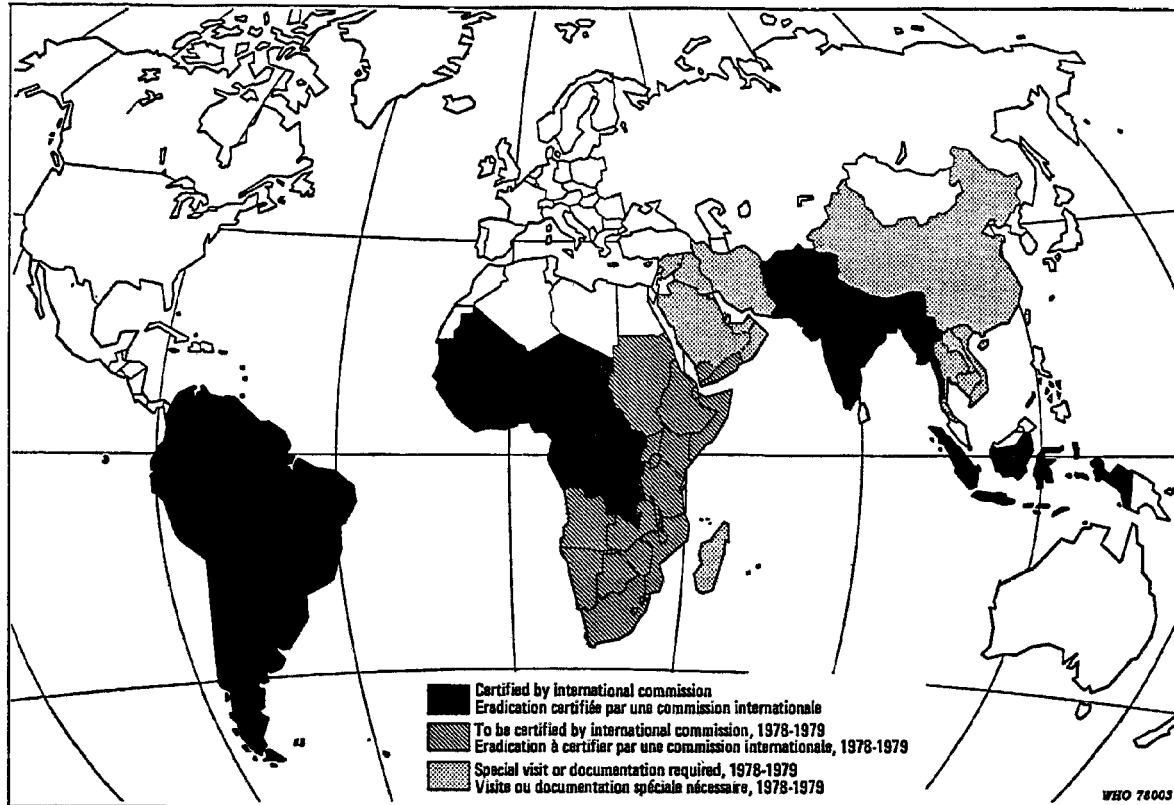 Certified by international commission
Eradication certifiée par une commission internationale
To be certified by international commission, 1978-1979
Eradication à certifier par une commission internationale, 1978-1979
Special visit or documentation required, 1978-1979
Visite ou documentation spéciale nécessaire, 1978-1979
WHO 78003